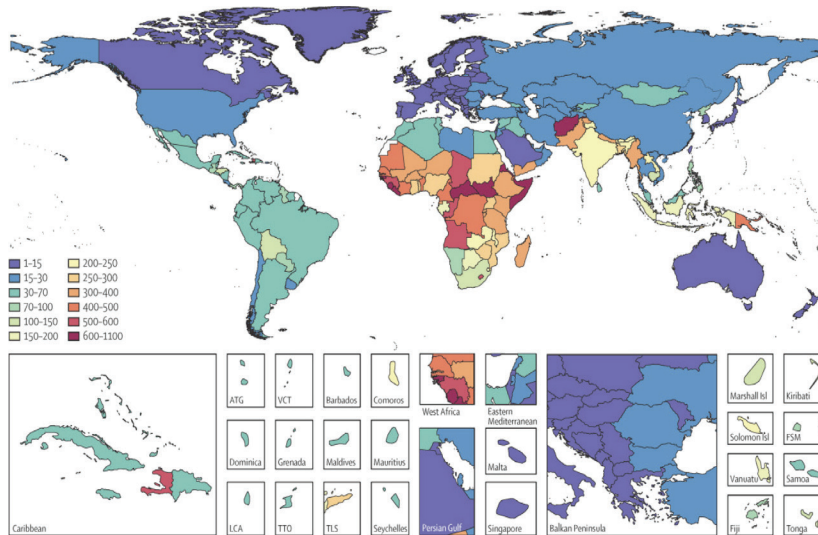 1-15
15-30
30-70
70-100
100-150
150-200
200-250
250-300
300-400
400-500
500-600
600-1100
Caribbean
ATG
VCT
Barbados
Comoros
Dominica
Grenada
Maldives
Mauritius
LCA
TTO
TLS
Seychelles
West Africa
Eastern
Mediterranean
Persian Gulf
Malta
Singapore
Balkan Peninsula
Marshall Isl
Kiribati
Solomon Isl
FSM
Vanuatu
Samoa
Fiji
Tonga